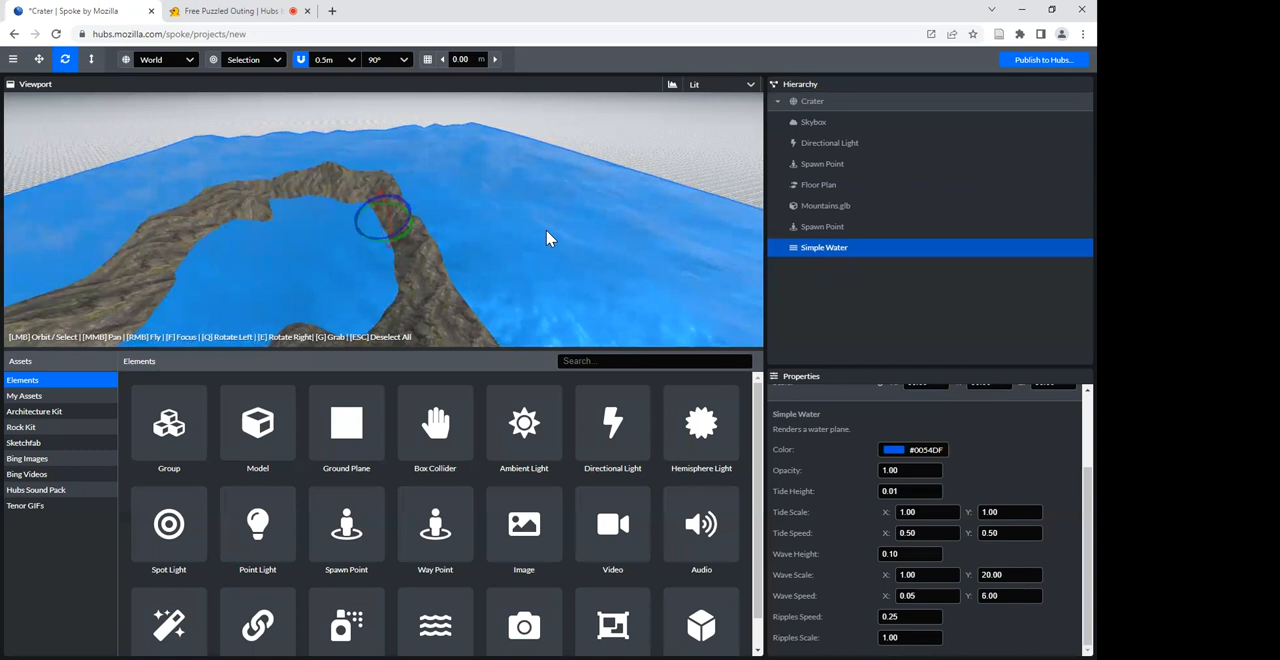 *Crater | Spoke by Mozilla
Free Puzzled Outing | Hubs
hubs.mozilla.com/spoke/projects/new
World
Selection
0.5m
90°
0.00 m
Publish to Hubs...
Viewport
Lit
[LMB] Orbit / Select | [MMB] Pan | [RMB] Fly | [F] Focus | [Q] Rotate Left | [E] Rotate Right | [G] Grab | [ESC] Deselect All
Hierarchy
Crater
Skybox
Directional Light
Spawn Point
Floor Plan
Mountains.glb
Spawn Point
Simple Water
Assets
Elements
My Assets
Architecture Kit
Rock Kit
Sketchfab
Bing Images
Bing Videos
Hubs Sound Pack
Tenor GIFs
Elements
Search...
Group
Model
Ground Plane
Box Collider
Ambient Light
Directional Light
Hemisphere Light
Spot Light
Point Light
Spawn Point
Way Point
Image
Video
Audio
Properties
Simple Water
Renders a water plane.
Color: #0054DF
Opacity: 1.00
Tide Height: 0.01
Tide Scale: X: 1.00 Y: 1.00
Tide Speed: X: 0.50 Y: 0.50
Wave Height: 0.10
Wave Scale: X: 1.00 Y: 20.00
Wave Speed: X: 0.05 Y: 6.00
Ripples Speed: 0.25
Ripples Scale: 1.00